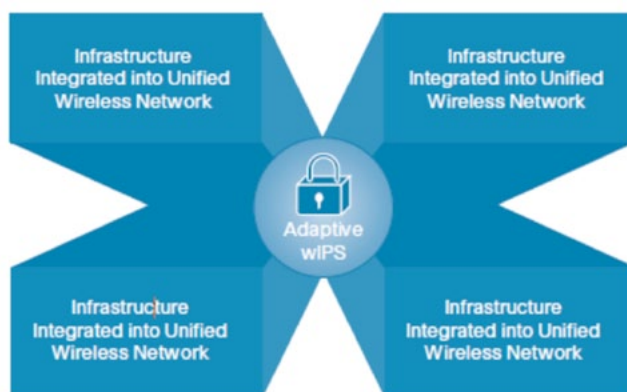 Infrastructure
Integrated into Unified
Wireless Network
Infrastructure
Integrated into Unified
Wireless Network
Adaptive
wIPS
Infrastructure
Integrated into Unified
Wireless Network
Infrastructure
Integrated into Unified
Wireless Network